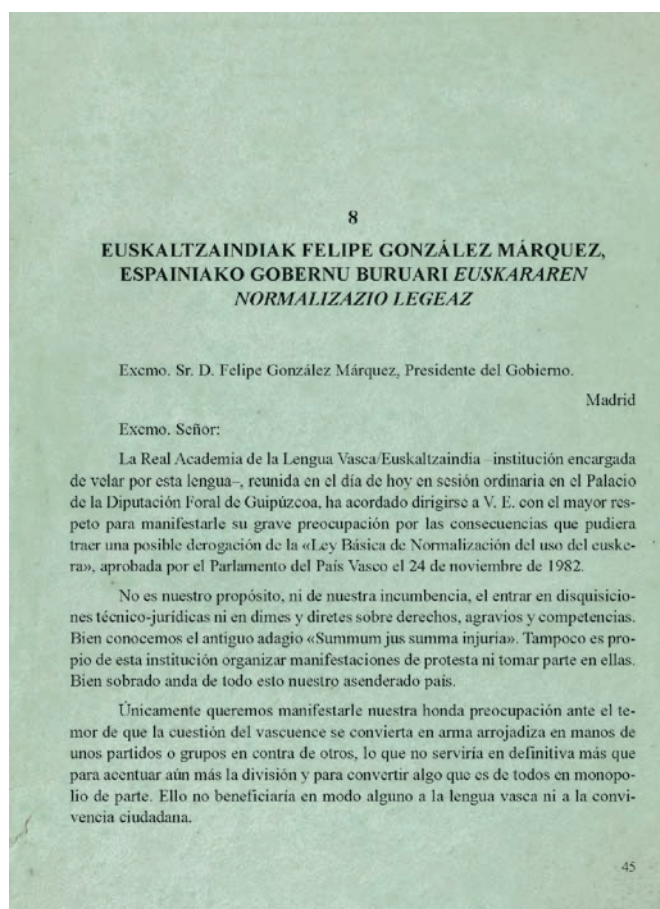 8
EUSKALTZAINDIAK FELIPE GONZÁLEZ MÁRQUEZ,
ESPAINIAKO GOBERNU BURUARI EUSKARAREN
NORMALIZAZIO LEGEAZ
Excmo. Sr. D. Felipe González Márquez, Presidente del Gobierno.
Madrid
Excmo. Señor:
La Real Academia de la Lengua Vasca/Euskaltzaindia –institución encargada
de velar por esta lengua–, reunida en el día de hoy en sesión ordinaria en el Palacio
de la Diputación Foral de Guipúzcoa, ha acordado dirigirse a V. E. con el mayor res-
peto para manifestarle su grave preocupación por las consecuencias que pudiera
traer una posible derogación de la «Ley Básica de Normalización del uso del euske-
ra», aprobada por el Parlamento del País Vasco el 24 de noviembre de 1982.
No es nuestro propósito, ni de nuestra incumbencia, el entrar en disquisicio-
nes técnico-jurídicas ni en dimes y diretes sobre derechos, agravios y competencias.
Bien conocemos el antiguo adagio «Summum jus summa injuria». Tampoco es pro-
pio de esta institución organizar manifestaciones de protesta ni tomar parte en ellas.
Bien sobrado anda de todo esto nuestro asenderado país.
Únicamente queremos manifestarle nuestra honda preocupación ante el te-
mor de que la cuestión del vascuence se convierta en arma arrojadiza en manos de
unos partidos o grupos en contra de otros, lo que no serviría en definitiva más que
para acentuar aún más la división y para convertir algo que es de todos en monopo-
lio de parte. Ello no beneficiaría en modo alguno a la lengua vasca ni a la convi-
vencia ciudadana.
45